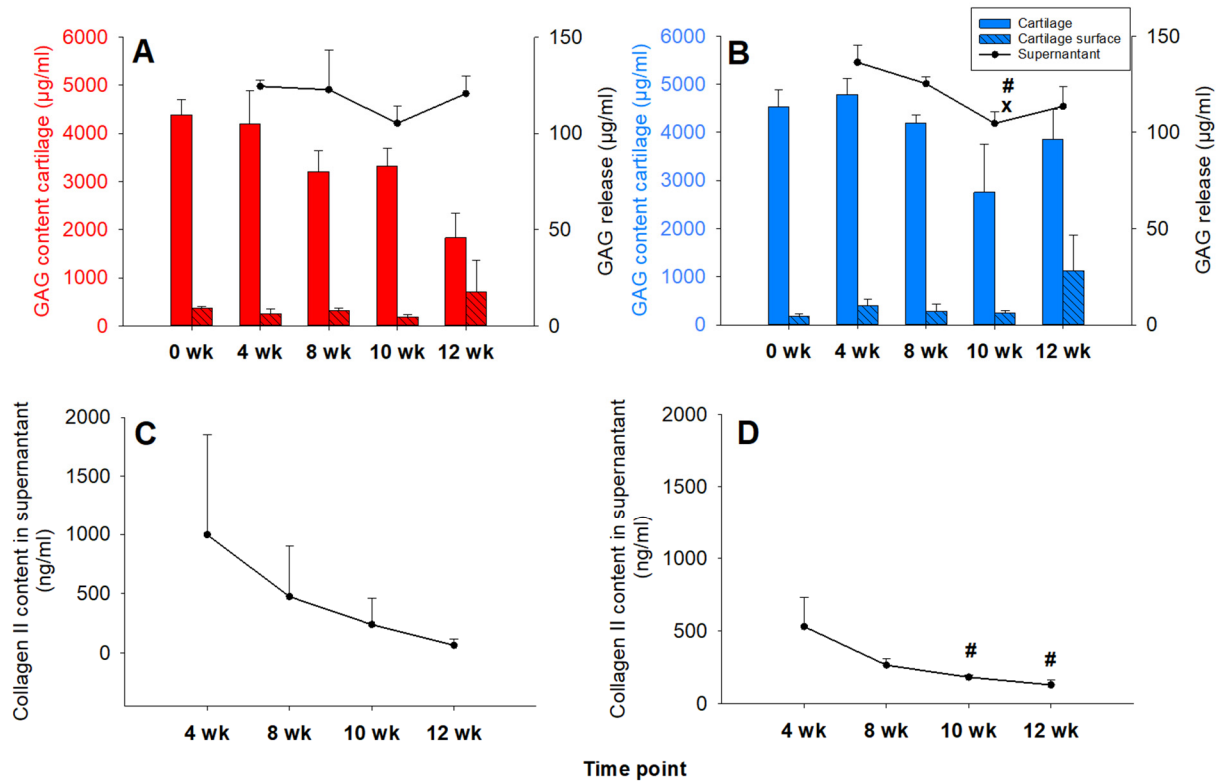 A
GAG content cartilage (µg/ml)
6000
5000
4000
3000
2000
1000
0
GAG release (µg/ml)
150
100
50
0
0 wk 4 wk 8 wk 10 wk 12 wk
B
Cartilage
Cartilage surface
Supernantant
GAG content cartilage (µg/ml)
6000
5000
4000
3000
2000
1000
0
#
x
GAG release (µg/ml)
150
100
50
0
0 wk 4 wk 8 wk 10 wk 12 wk
C
Collagen II content in supernantant
(ng/ml)
2000
1500
1000
500
0
4 wk 8 wk 10 wk 12 wk
D
Collagen II content in supernantant
(ng/ml)
2000
1500
1000
500
0
# #
4 wk 8 wk 10 wk 12 wk
Time point